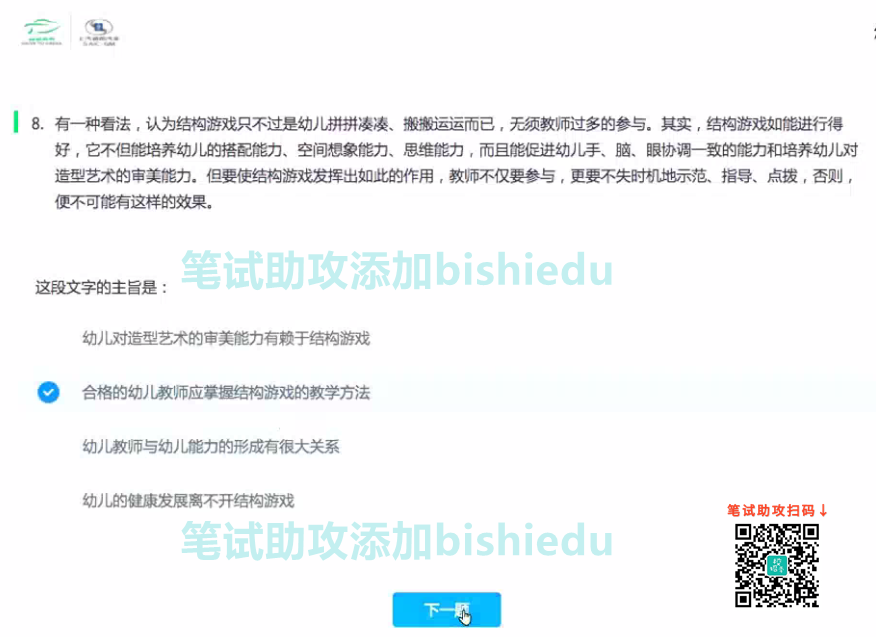 8. 有一种看法，认为结构游戏只不过是幼儿拼拼凑凑、搬搬运运而已，无须教师过多的参与。其实，结构游戏如能进行得
好，它不但能培养幼儿的搭配能力、空间想象能力、思维能力，而且能促进幼儿手、脑、眼协调一致的能力和培养幼儿对
造型艺术的审美能力。但要使结构游戏发挥出如此的作用，教师不仅要参与，更要不失时机地示范、指导、点拨，否则，
便不可能有这样的效果。
笔试助攻添加bishiedu
这段文字的主旨是：
幼儿对造型艺术的审美能力有赖于结构游戏
合格的幼儿教师应掌握结构游戏的教学方法
幼儿教师与幼儿能力的形成有很大关系
幼儿的健康发展离不开结构游戏
笔试助攻扫码↓
笔试助攻添加bishiedu
下一题